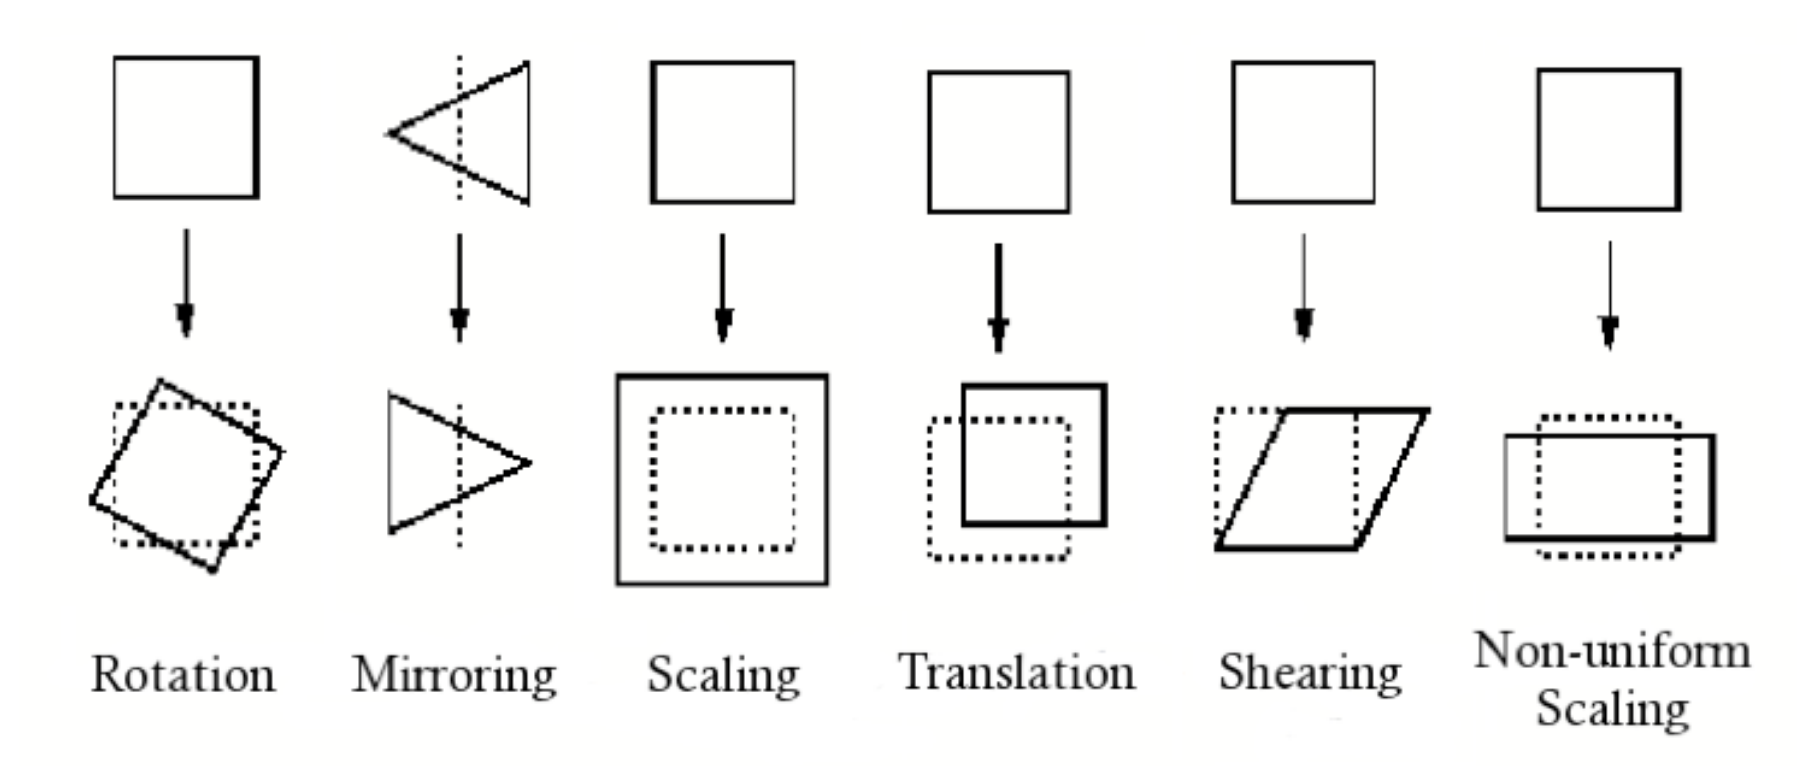 Rotation
Mirroring
Scaling
Translation
Shearing
Non-uniform
Scaling